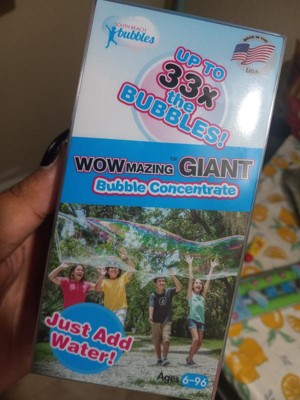 SOUTH BEACH
bubbles
MADE IN THE
USA
UP TO
33x
the
BUBBLES!
WOWMAZING™ GIANT
Bubble Concentrate
Just Add
Water!
Ages 6-96